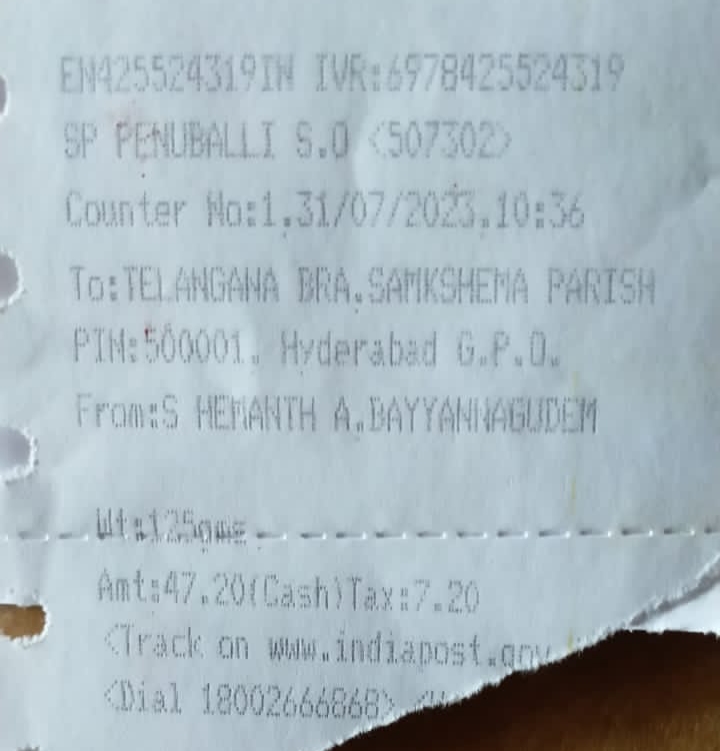 EN425524319IN IVR:6978425524319
SP PENUBALLI S.O <507302>
Counter No:1.31/07/2023.10:36
To:TELANGANA BRA.SAMKSHEMA PARISH
PIN:500001. Hyderabad G.P.O.
From:S HEMANTH A.BAYYANNAGUDEM
Wt:125gms
Amt:47.20(Cash)Tax:7.20
<Track on www.indiapost.gov
<Dial 18002666868>